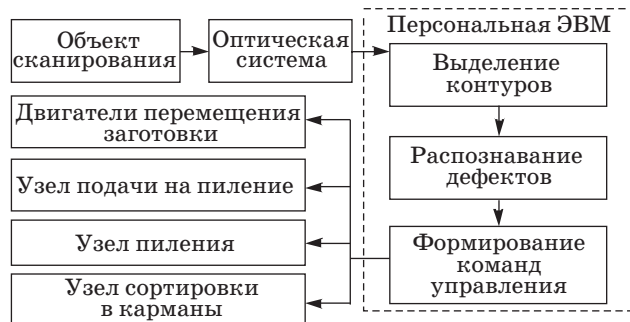 Персональная ЭВМ
Объект
сканирования
Оптическая
система
Выделение
контуров
Распознавание
дефектов
Формирование
команд
управления
Двигатели перемещения
заготовки
Узел подачи на пиление
Узел пиления
Узел сортировки
в карманы